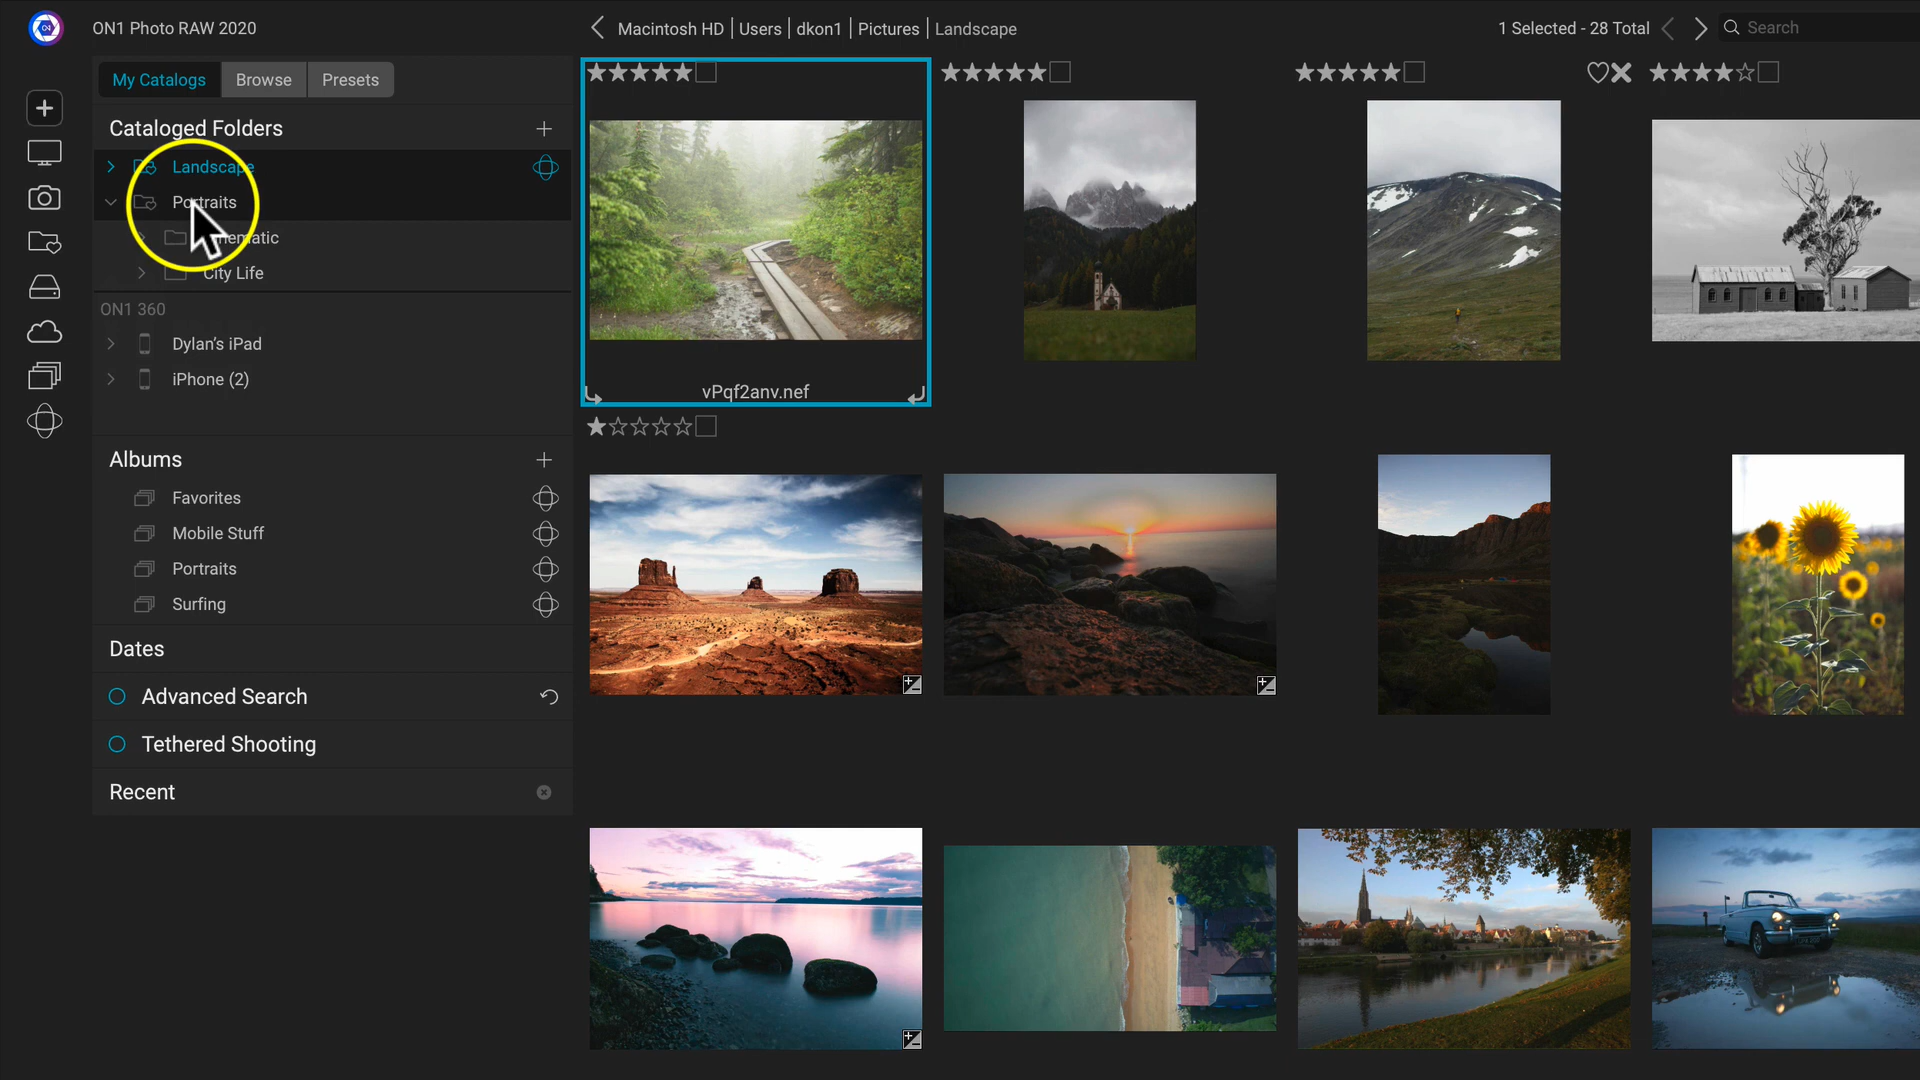 ON1 Photo RAW 2020
Macintosh HD | Users | dkon1 | Pictures | Landscape
1 Selected - 28 Total
Search
My Catalogs
Browse
Presets
Cataloged Folders
Landscape
Portraits
City Life
ON1 360
Dylan's iPad
iPhone (2)
Albums
Favorites
Mobile Stuff
Portraits
Surfing
Dates
Advanced Search
Tethered Shooting
Recent
vPqf2anv.nef